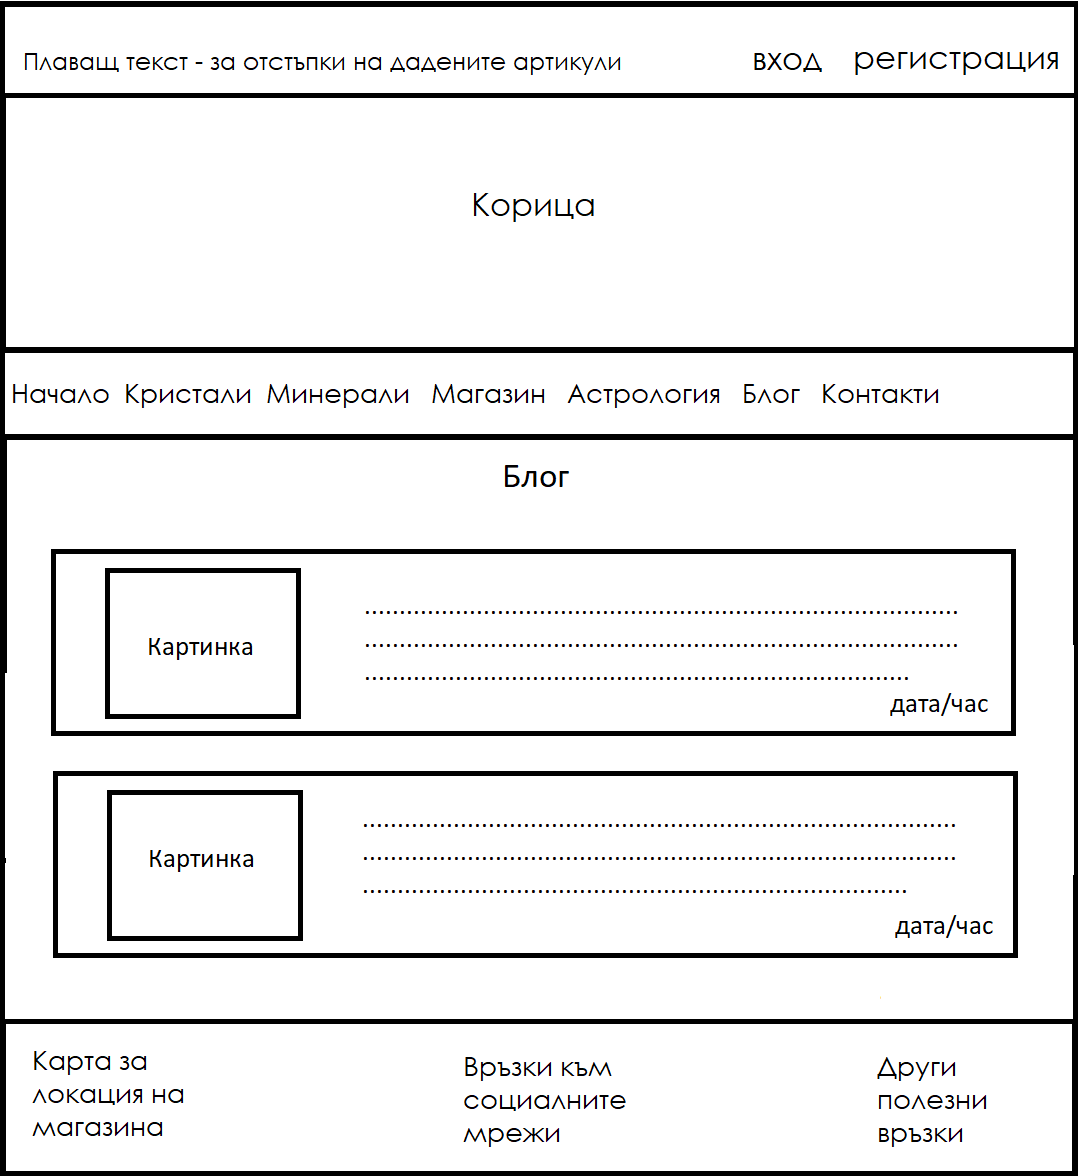 Плаващ текст - за отстъпки на дадените артикули вход регистрация
Корица
Начало Кристали Минерали Магазин Астрология Блог Контакти
Блог
Картинка
................................................................................
................................................................................
..........................................................................
дата/час
Картинка
................................................................................
................................................................................
..........................................................................
дата/час
Карта за
локация на
магазина
Връзки към
социалните
мрежи
Други
полезни
връзки